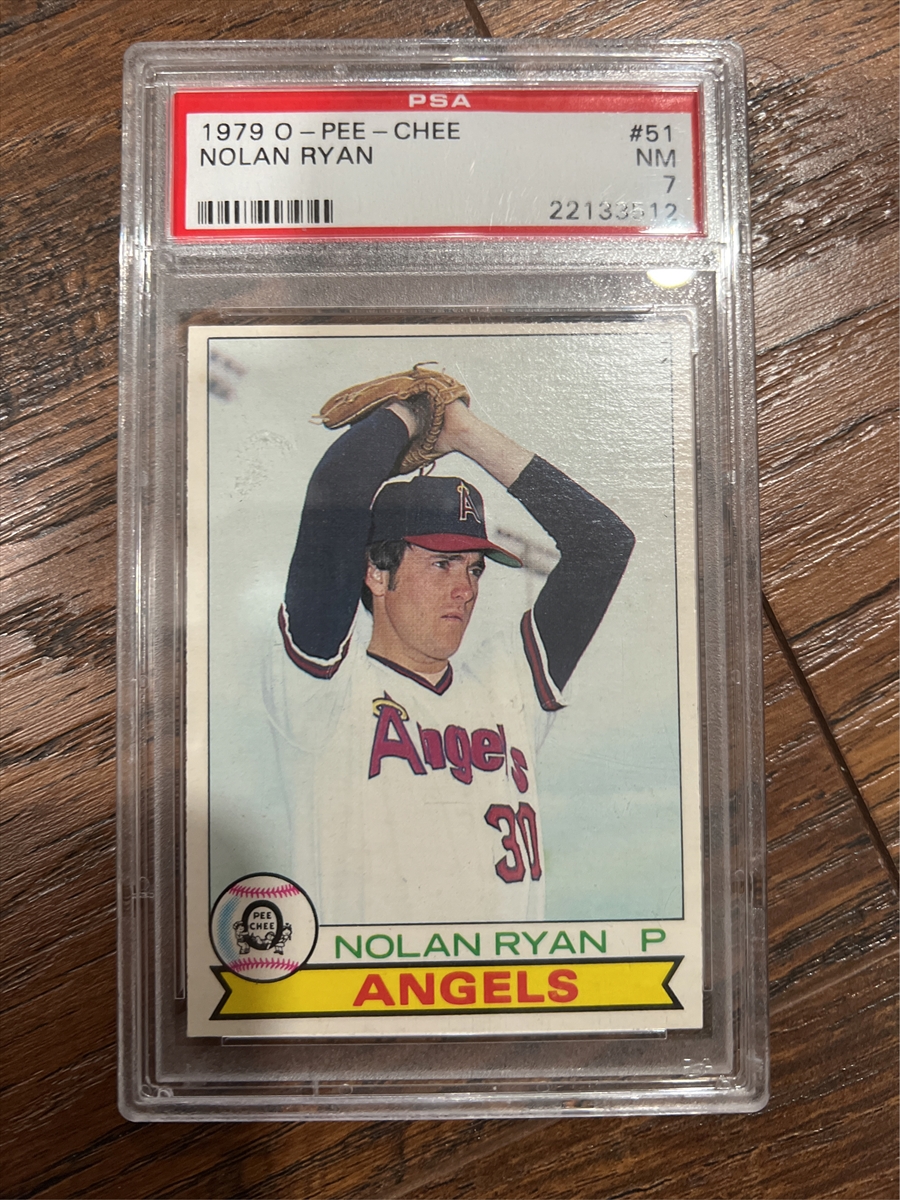 PSA
1979 O-PEE-CHEE #51
NOLAN RYAN NM
7
22133512
A
Angels
30
O
PEE
CHEE
NOLAN RYAN P
ANGELS